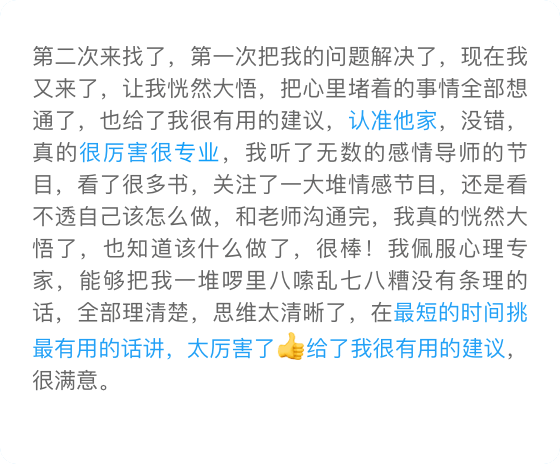 第二次来找了，第一次把我的问题解决了，现在我
又来了，让我恍然大悟，把心里堵着的事情全部想
通了，也给了我很有用的建议，认准他家，没错，
真的很厉害很专业，我听了无数的感情导师的节
目，看了很多书，关注了一大堆情感节目，还是看
不透自己该怎么做，和老师沟通完，我真的恍然大
悟了，也知道该什么做了，很棒！我佩服心理专
家，能够把我一堆啰里八嗦乱七八糟没有条理的
话，全部理清楚，思维太清晰了，在最短的时间挑
最有用的话讲，太厉害了👍给了我很有用的建议，
很满意。